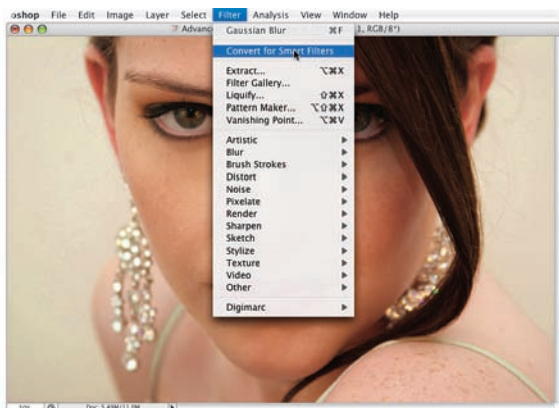 oshop File Edit Image Layer Select Filter Analysis View Window Help
Advanc 1, RGB/8*)
Gaussian Blur ⌘F
Convert for Smart Filters
Extract... ⌥⌘X
Filter Gallery...
Liquify... ⇧⌘X
Pattern Maker... ⌥⇧⌘X
Vanishing Point... ⌥⌘V
Artistic
Blur
Brush Strokes
Distort
Noise
Pixelate
Render
Sharpen
Sketch
Stylize
Texture
Video
Other
Digimarc
Doc: